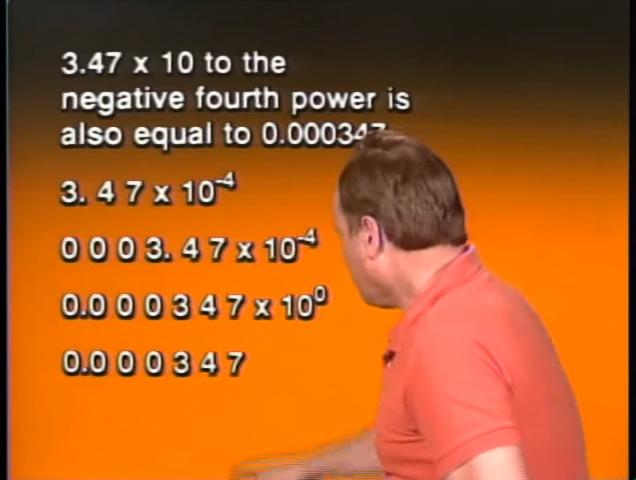 3.47 x 10 to the
negative fourth power is
also equal to 0.000347
3. 4 7 x 10⁻⁴
0 0 0 3. 4 7 x 10⁻⁴
0.0 0 0 3 4 7 x 10⁰
0.0 0 0 3 4 7